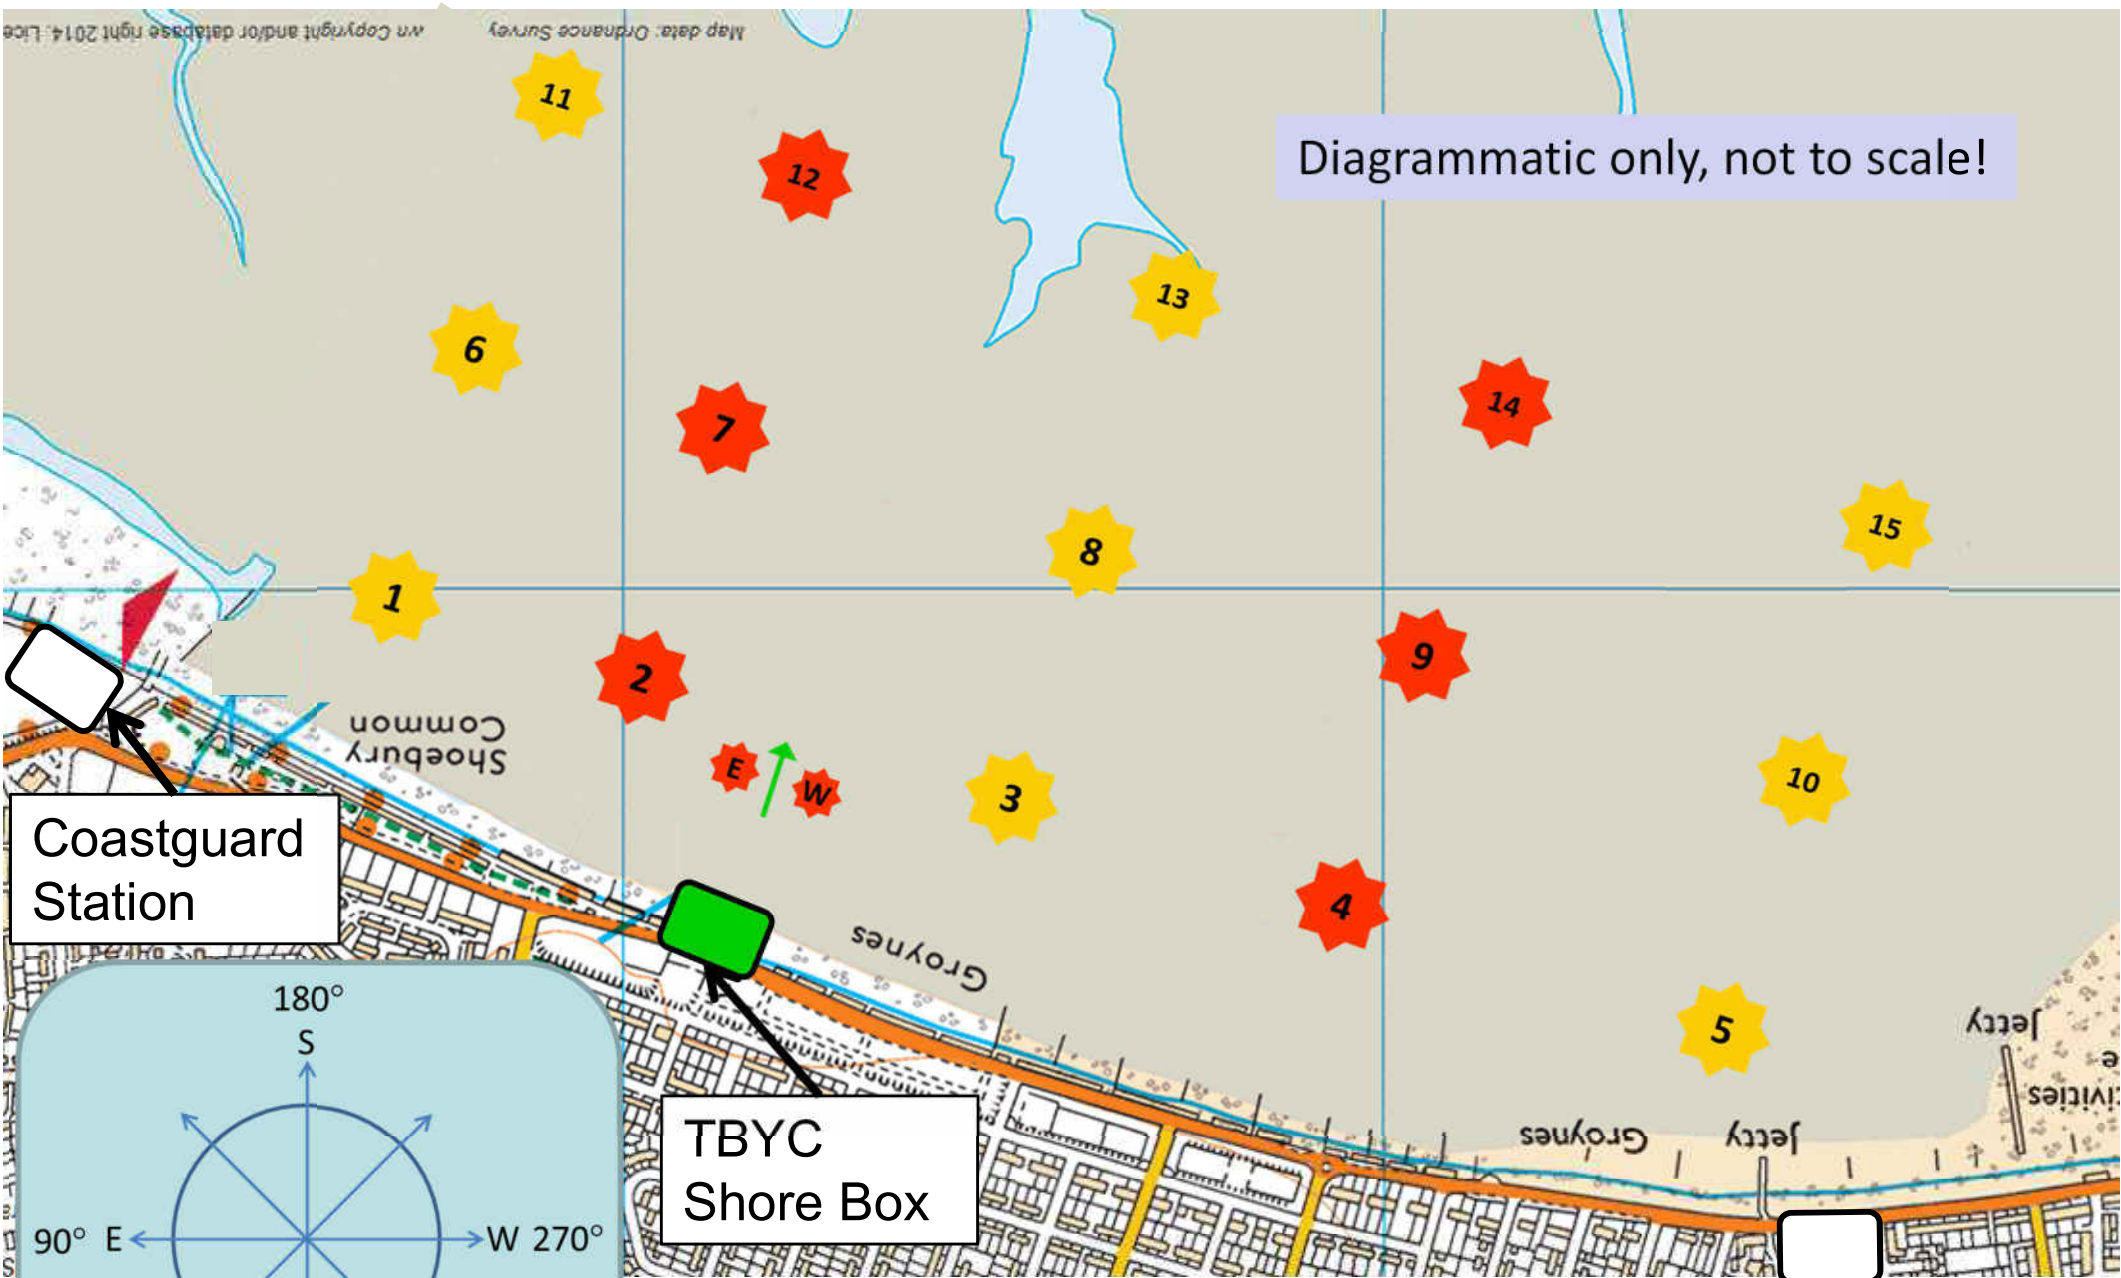 wn Copyright and/or database right 2014. Lice
Map data: Ordnance Survey
11
12
Diagrammatic only, not to scale!
13
6
14
7
15
8
1
9
2
Shoebury
Common
E
W
3
10
Coastguard
Station
4
Groynes
5
Jetty
180°
S
TBYC
Shore Box
Groynes
Jetty
90° E
W 270°